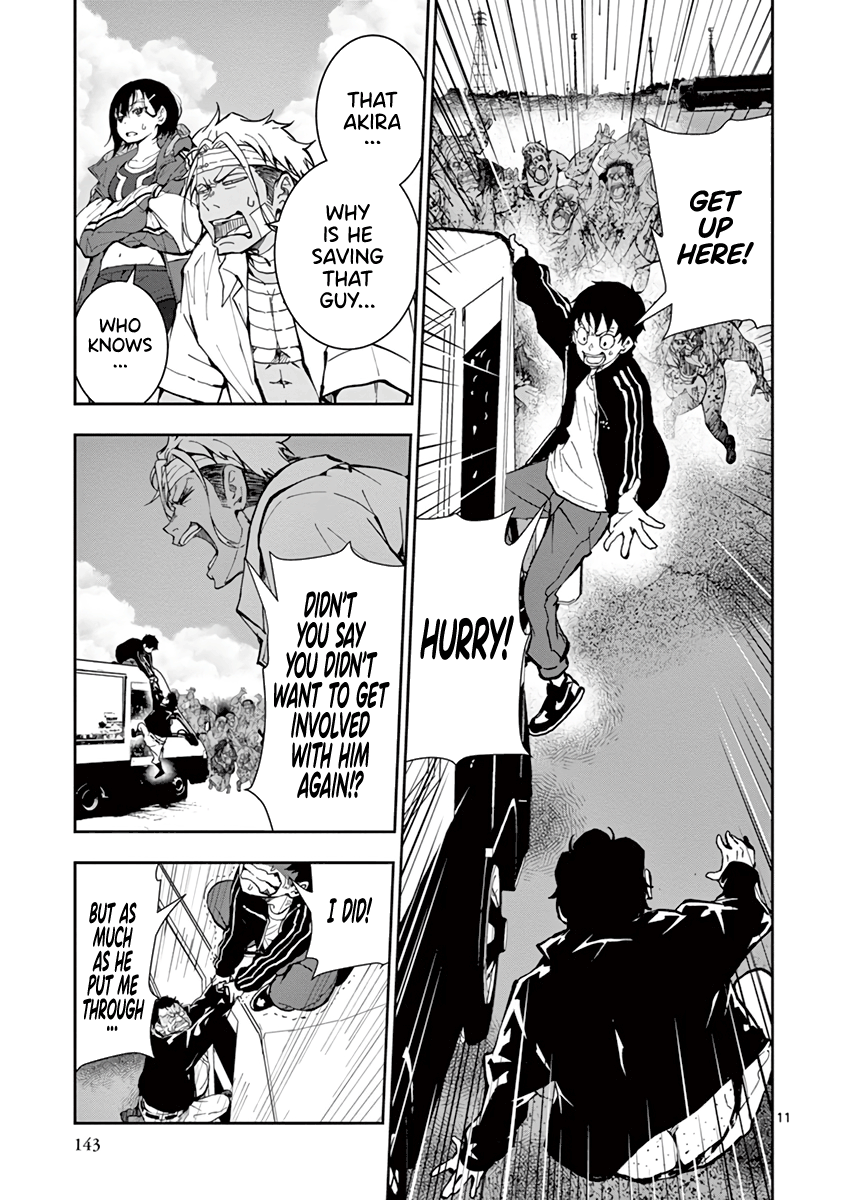 GET
UP
HERE!
HURRY!
THAT
AKIRA
...
WHY
IS HE
SAVING
THAT
GUY...
WHO
KNOWS
...
DIDN'T
YOU SAY
YOU DIDN'T
WANT TO GET
INVOLVED
WITH HIM
AGAIN!?
I DID!
BUT AS
MUCH
AS HE
PUT ME
THROUGH
...
11
143